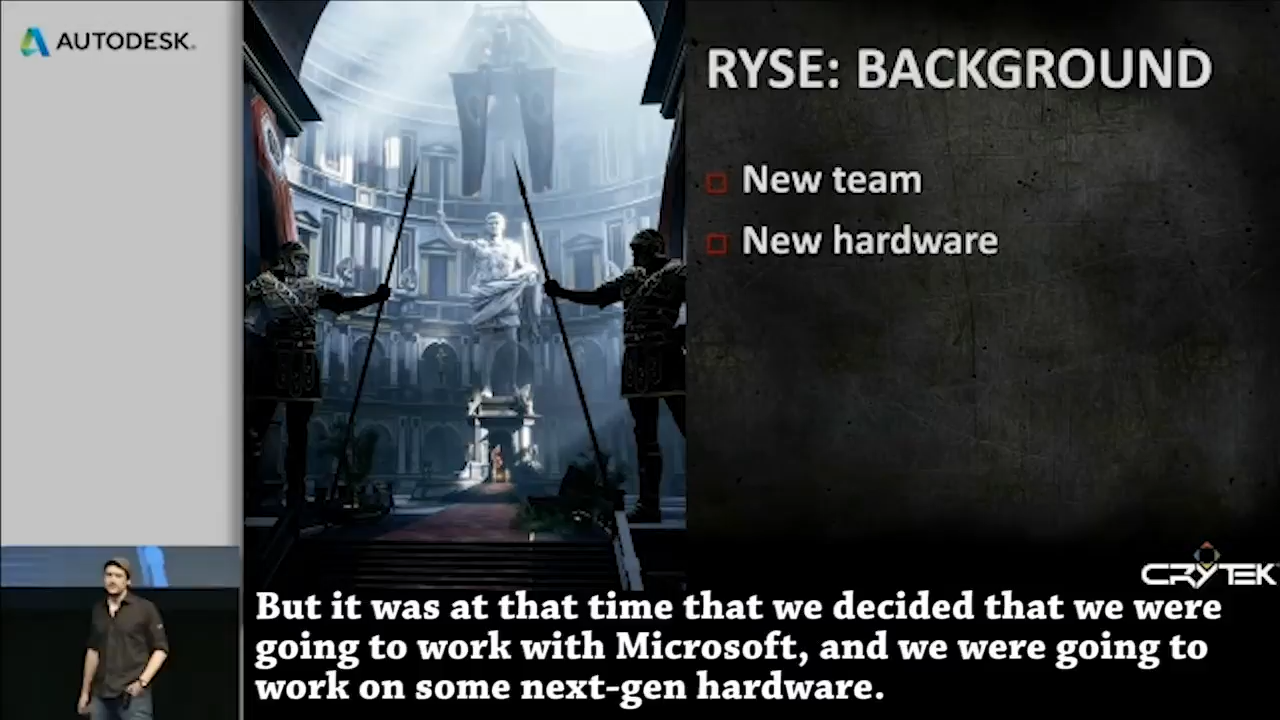 AUTODESK.
RYSE: BACKGROUND
New team
New hardware
CRYTEK
But it was at that time that we decided that we were
going to work with Microsoft, and we were going to
work on some next-gen hardware.